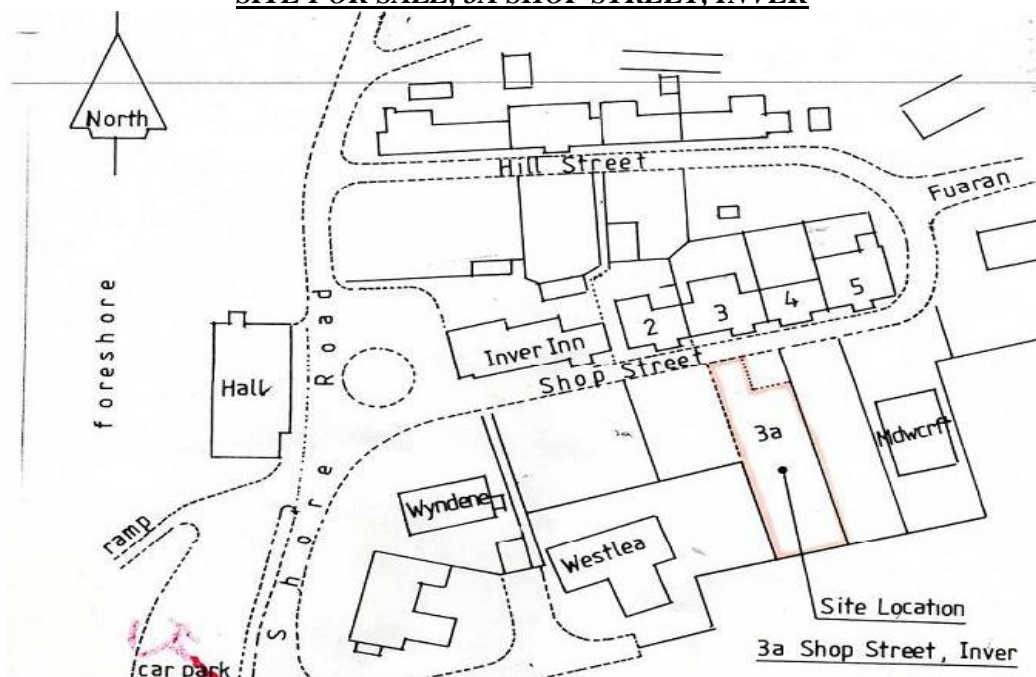 SITE FOR SALE, 3A SHOP STREET, INVER
North
Hill Street
Fuaran
foreshore
Shore Road
Hall
Inver Inn
2
3
4
5
Shop Street
3a
Mdwcrft
Wyndene
Westlea
ramp
car park
Site Location
3a Shop Street, Inver